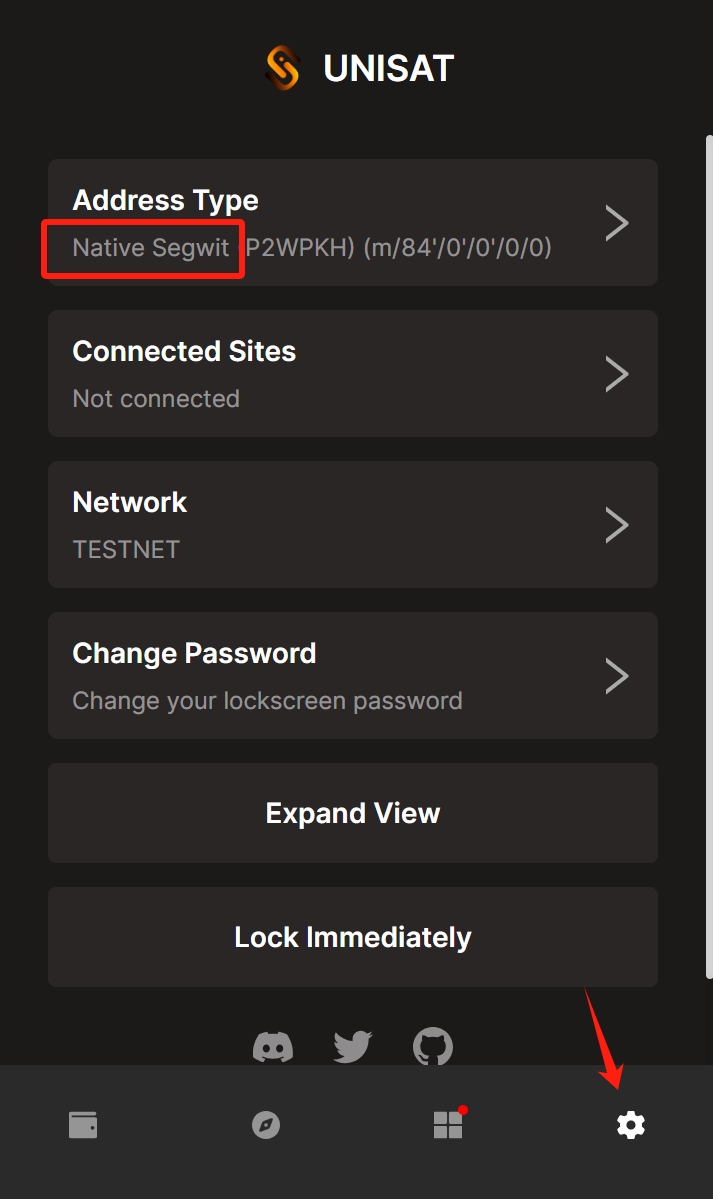 UNISAT
Address Type
Native Segwit P2WPKH) (m/84'/0'/0'/0/0)
Connected Sites
Not connected
Network
TESTNET
Change Password
Change your lockscreen password
Expand View
Lock Immediately